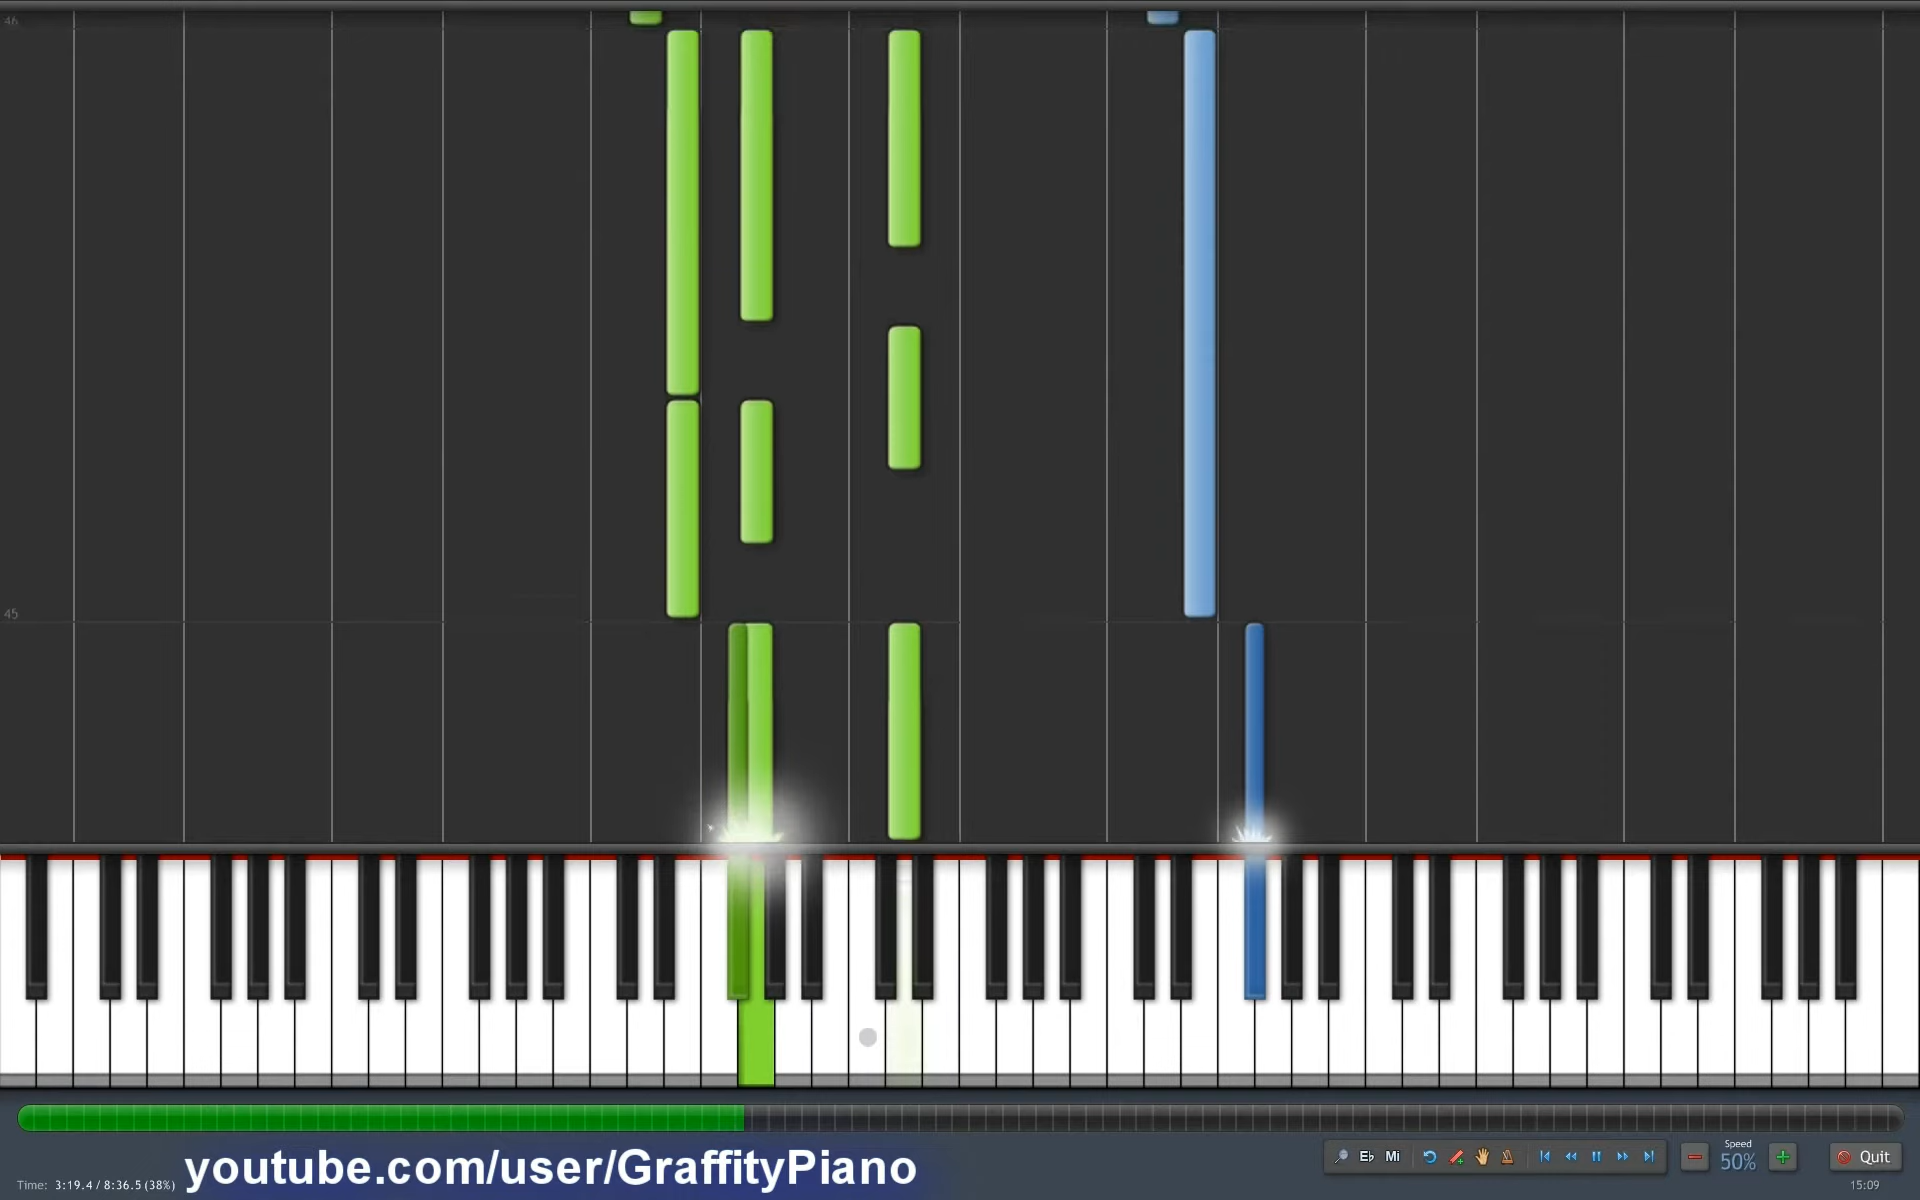 46
45
Eb Mi
Speed
50%
Quit
youtube.com/user/GraffityPiano
Time: 3:19.4 / 8:36.5 (38%)
15:09